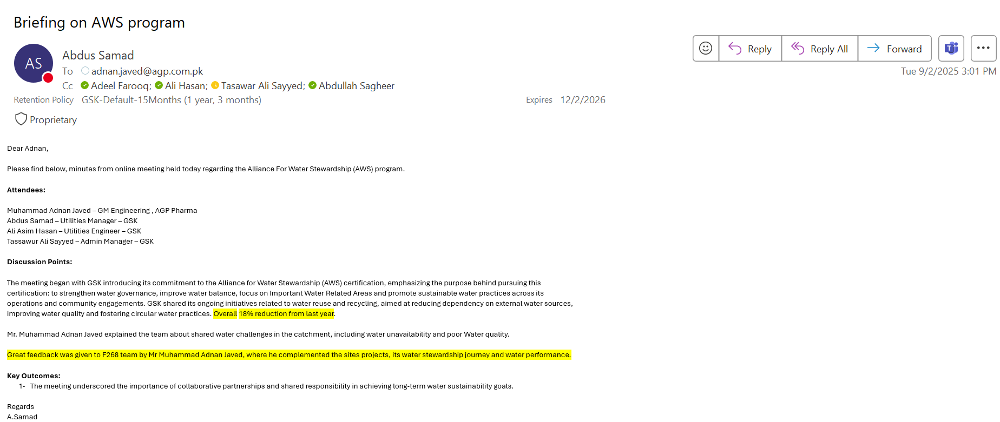 Briefing on AWS program
AS
Abdus Samad
Reply
Reply All
Forward
To adnan.javed@agp.com.pk
Tue 9/2/2025 3:01 PM
Cc Adeel Farooq; Ali Hasan; Tasawar Ali Sayyed; Abdullah Sagheer
Retention Policy GSK-Default-15Months (1 year, 3 months)
Expires 12/2/2026
Proprietary
Dear Adnan,
Please find below, minutes from online meeting held today regarding the Alliance For Water Stewardship (AWS) program.
Attendees:
Muhammad Adnan Javed – GM Engineering , AGP Pharma
Abdus Samad – Utilities Manager – GSK
Ali Asim Hasan – Utilities Engineer – GSK
Tassawur Ali Sayyed – Admin Manager – GSK
Discussion Points:
The meeting began with GSK introducing its commitment to the Alliance for Water Stewardship (AWS) certification, emphasizing the purpose behind pursuing this
certification: to strengthen water governance, improve water balance, focus on Important Water Related Areas and promote sustainable water practices across its
operations and community engagements. GSK shared its ongoing initiatives related to water reuse and recycling, aimed at reducing dependency on external water sources,
improving water quality and fostering circular water practices. Overall 18% reduction from last year.
Mr. Muhammad Adnan Javed explained the team about shared water challenges in the catchment, including water unavailability and poor Water quality.
Great feedback was given to F268 team by Mr Muhammad Adnan Javed, where he complemented the sites projects, its water stewardship journey and water performance.
Key Outcomes:
1- The meeting underscored the importance of collaborative partnerships and shared responsibility in achieving long-term water sustainability goals.
Regards
A.Samad